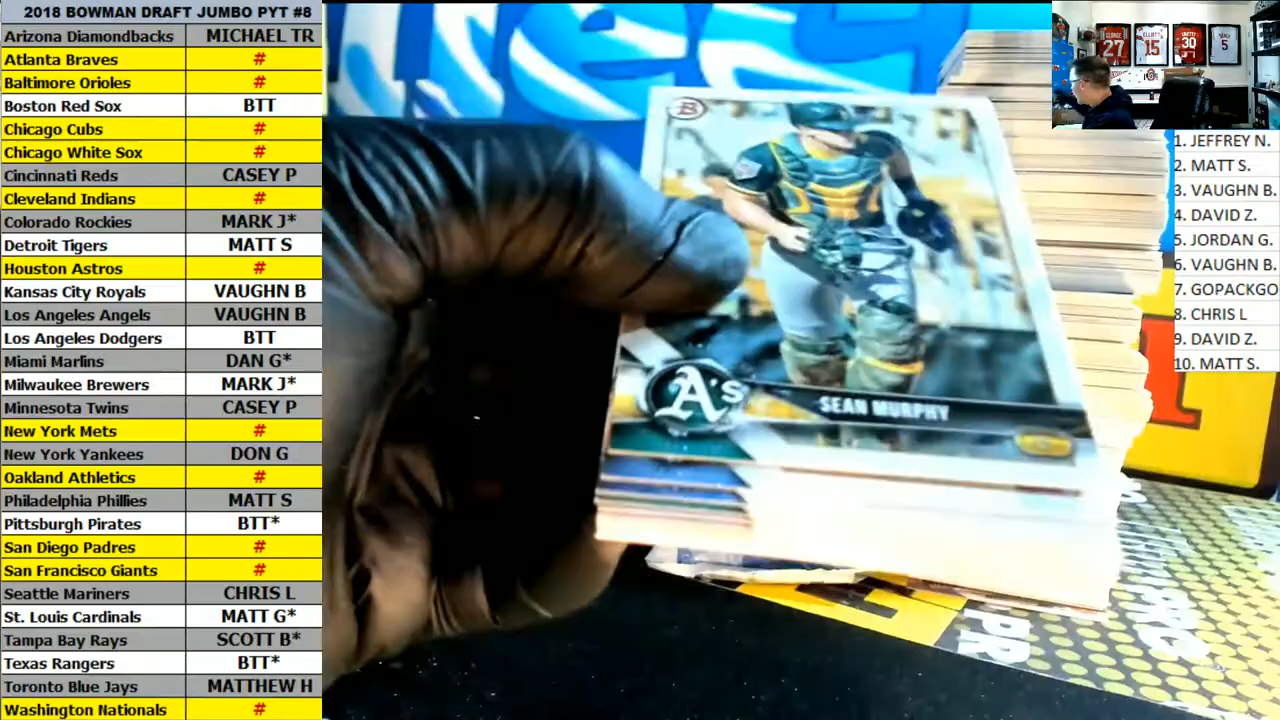 2018 BOWMAN DRAFT JUMBO PYT #8
Arizona Diamondbacks MICHAEL TR
Atlanta Braves #
Baltimore Orioles #
Boston Red Sox BTT
Chicago Cubs #
Chicago White Sox #
Cincinnati Reds CASEY P
Cleveland Indians #
Colorado Rockies MARK J*
Detroit Tigers MATT S
Houston Astros #
Kansas City Royals VAUGHN B
Los Angeles Angels VAUGHN B
Los Angeles Dodgers BTT
Miami Marlins DAN G*
Milwaukee Brewers MARK J*
Minnesota Twins CASEY P
New York Mets #
New York Yankees DON G
Oakland Athletics #
Philadelphia Phillies MATT S
Pittsburgh Pirates BTT*
San Diego Padres #
San Francisco Giants #
Seattle Mariners CHRIS L
St. Louis Cardinals MATT G*
Tampa Bay Rays SCOTT B*
Texas Rangers BTT*
Toronto Blue Jays MATTHEW H
Washington Nationals #
B
A's
SEAN MURPHY
PR
27
15
30
5
1. JEFFREY N.
2. MATT S.
3. VAUGHN B.
4. DAVID Z.
5. JORDAN G.
6. VAUGHN B.
7. GOPACKGO
8. CHRIS L
9. DAVID Z.
10. MATT S.